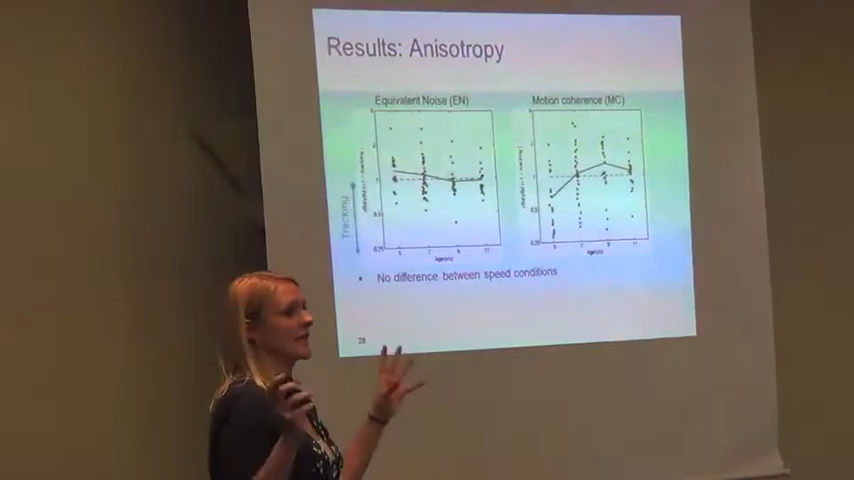 Results: Anisotropy
Equivalent Noise (EN)
Motion coherence (MC)
Tracking
No difference between speed conditions
28